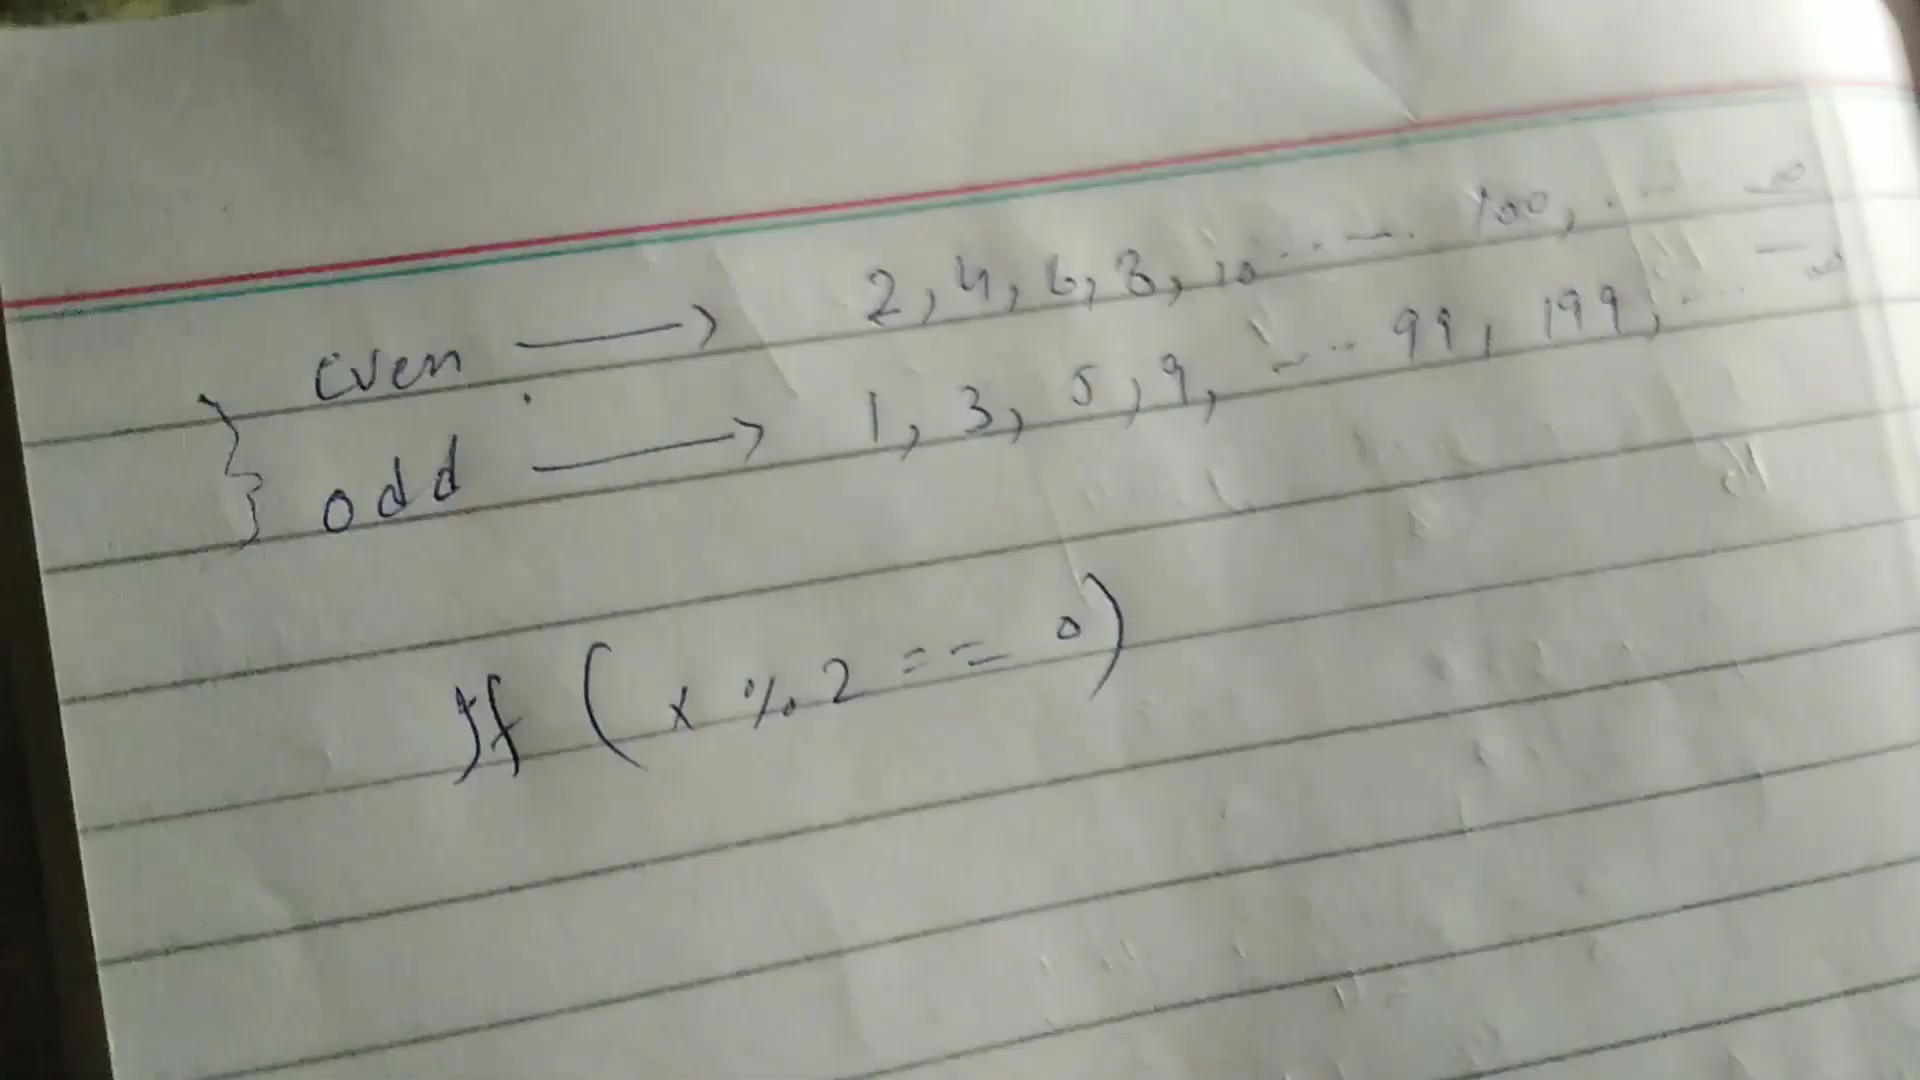 even → 2, 4, 6, 8, 10 ...... 100, ..... ∞
odd → 1, 3, 5, 9, ..... 99, 199, .... ∞
If ( x % 2 == 0)